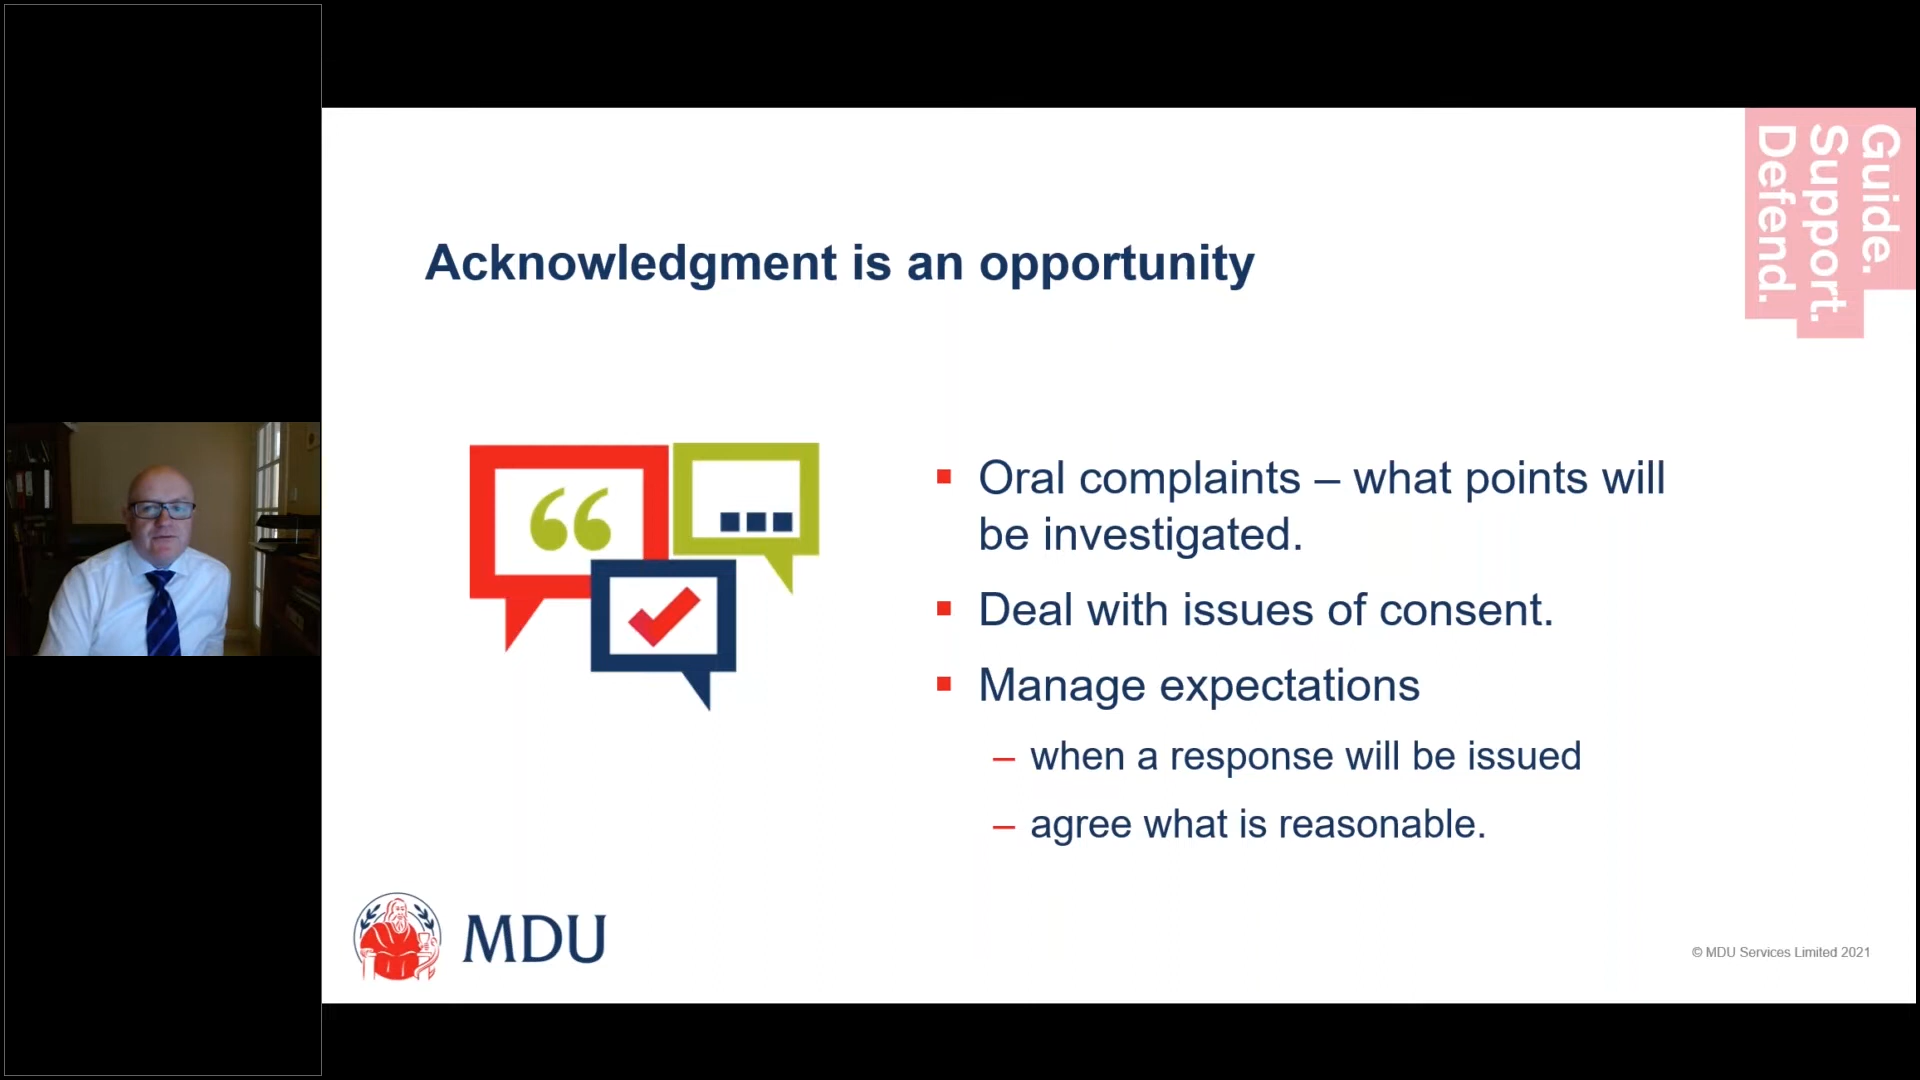 Guide.
Support.
Defend.
Acknowledgment is an opportunity
▪ Oral complaints – what points will
be investigated.
▪ Deal with issues of consent.
▪ Manage expectations
– when a response will be issued
– agree what is reasonable.
MDU
© MDU Services Limited 2021